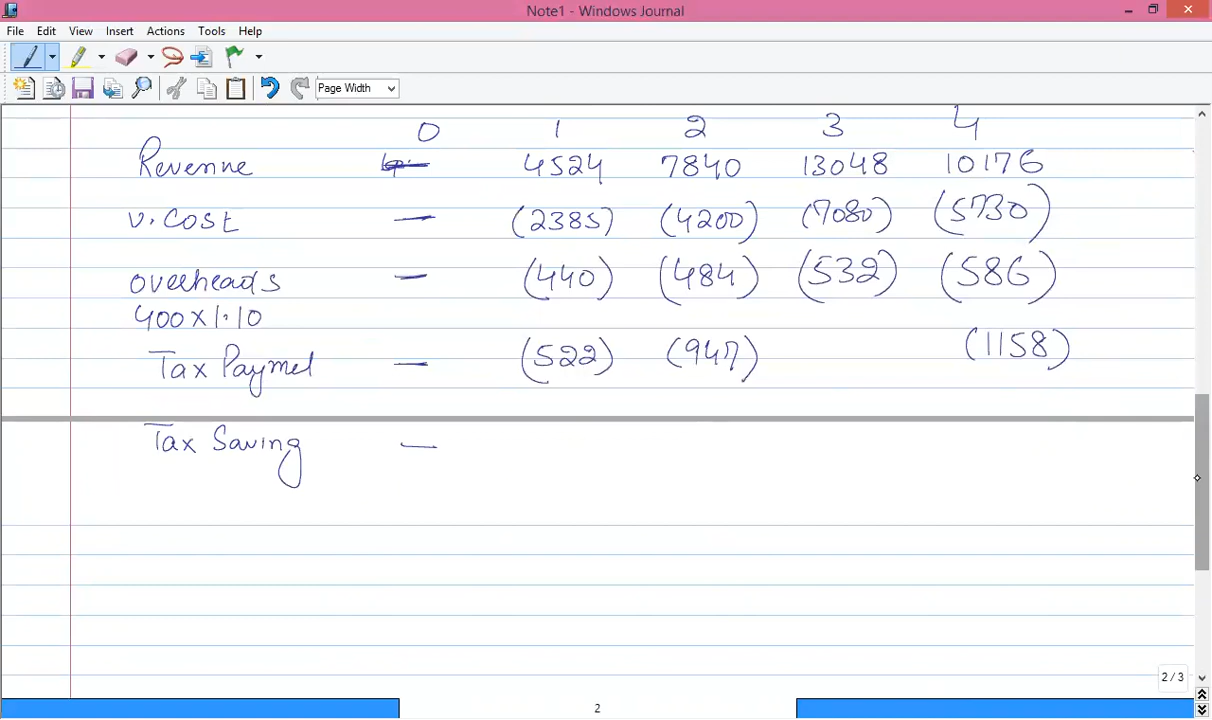 Note1 - Windows Journal
File Edit View Insert Actions Tools Help
Page Width
0 1 2 3 4
Revenue 4524 7840 13048 10176
V. Cost — (2385) (4200) (7080) (5730)
overheads — (440) (484) (532) (586)
400 x 1.10
Tax Paymet — (522) (947) (1158)
Tax Saving —
2 / 3
2